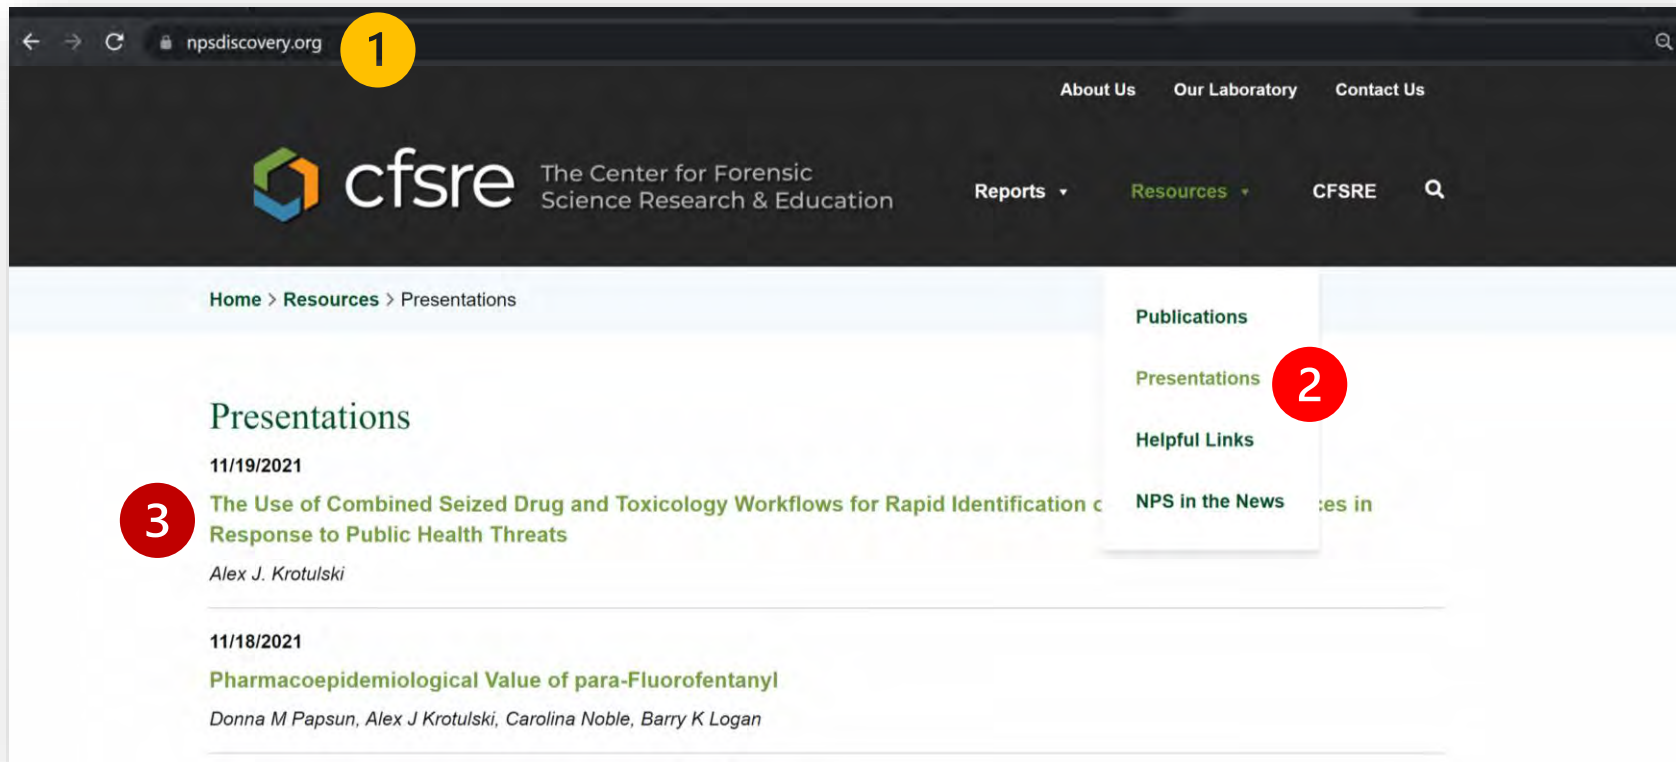 npsdiscovery.org
1
About Us Our Laboratory Contact Us
cfsre The Center for Forensic
Science Research & Education
Reports Resources CFSRE
Home > Resources > Presentations
Publications
Presentations
2
Helpful Links
NPS in the News
Presentations
11/19/2021
3
The Use of Combined Seized Drug and Toxicology Workflows for Rapid Identification in
Response to Public Health Threats
Alex J. Krotulski
11/18/2021
Pharmacoepidemiological Value of para-Fluorofentanyl
Donna M Papsun, Alex J Krotulski, Carolina Noble, Barry K Logan